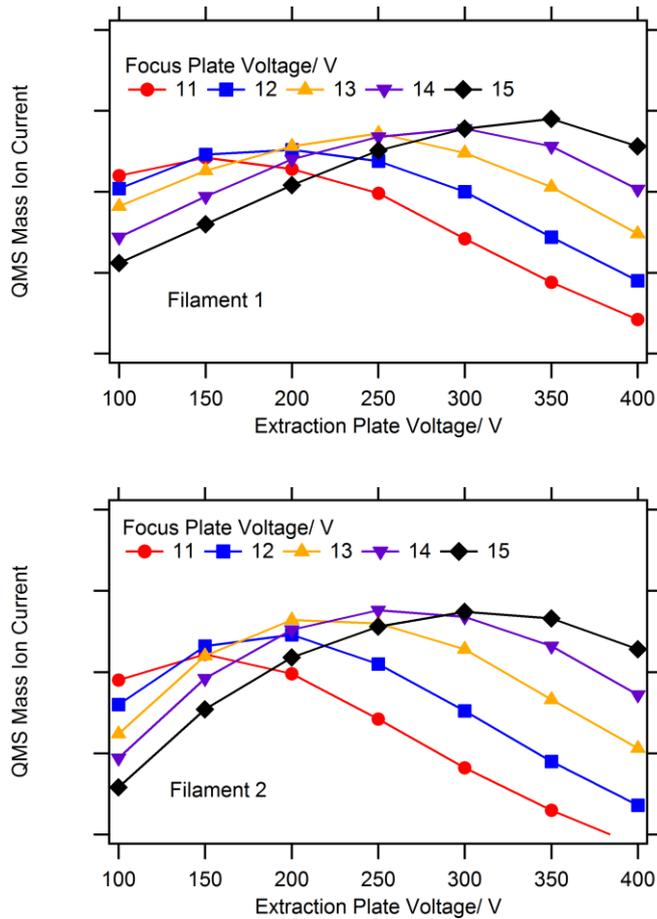 Focus Plate Voltage/ V
11 12 13 14 15
QMS Mass Ion Current
Filament 1
100 150 200 250 300 350 400
Extraction Plate Voltage/ V
Focus Plate Voltage/ V
11 12 13 14 15
QMS Mass Ion Current
Filament 2
100 150 200 250 300 350 400
Extraction Plate Voltage/ V